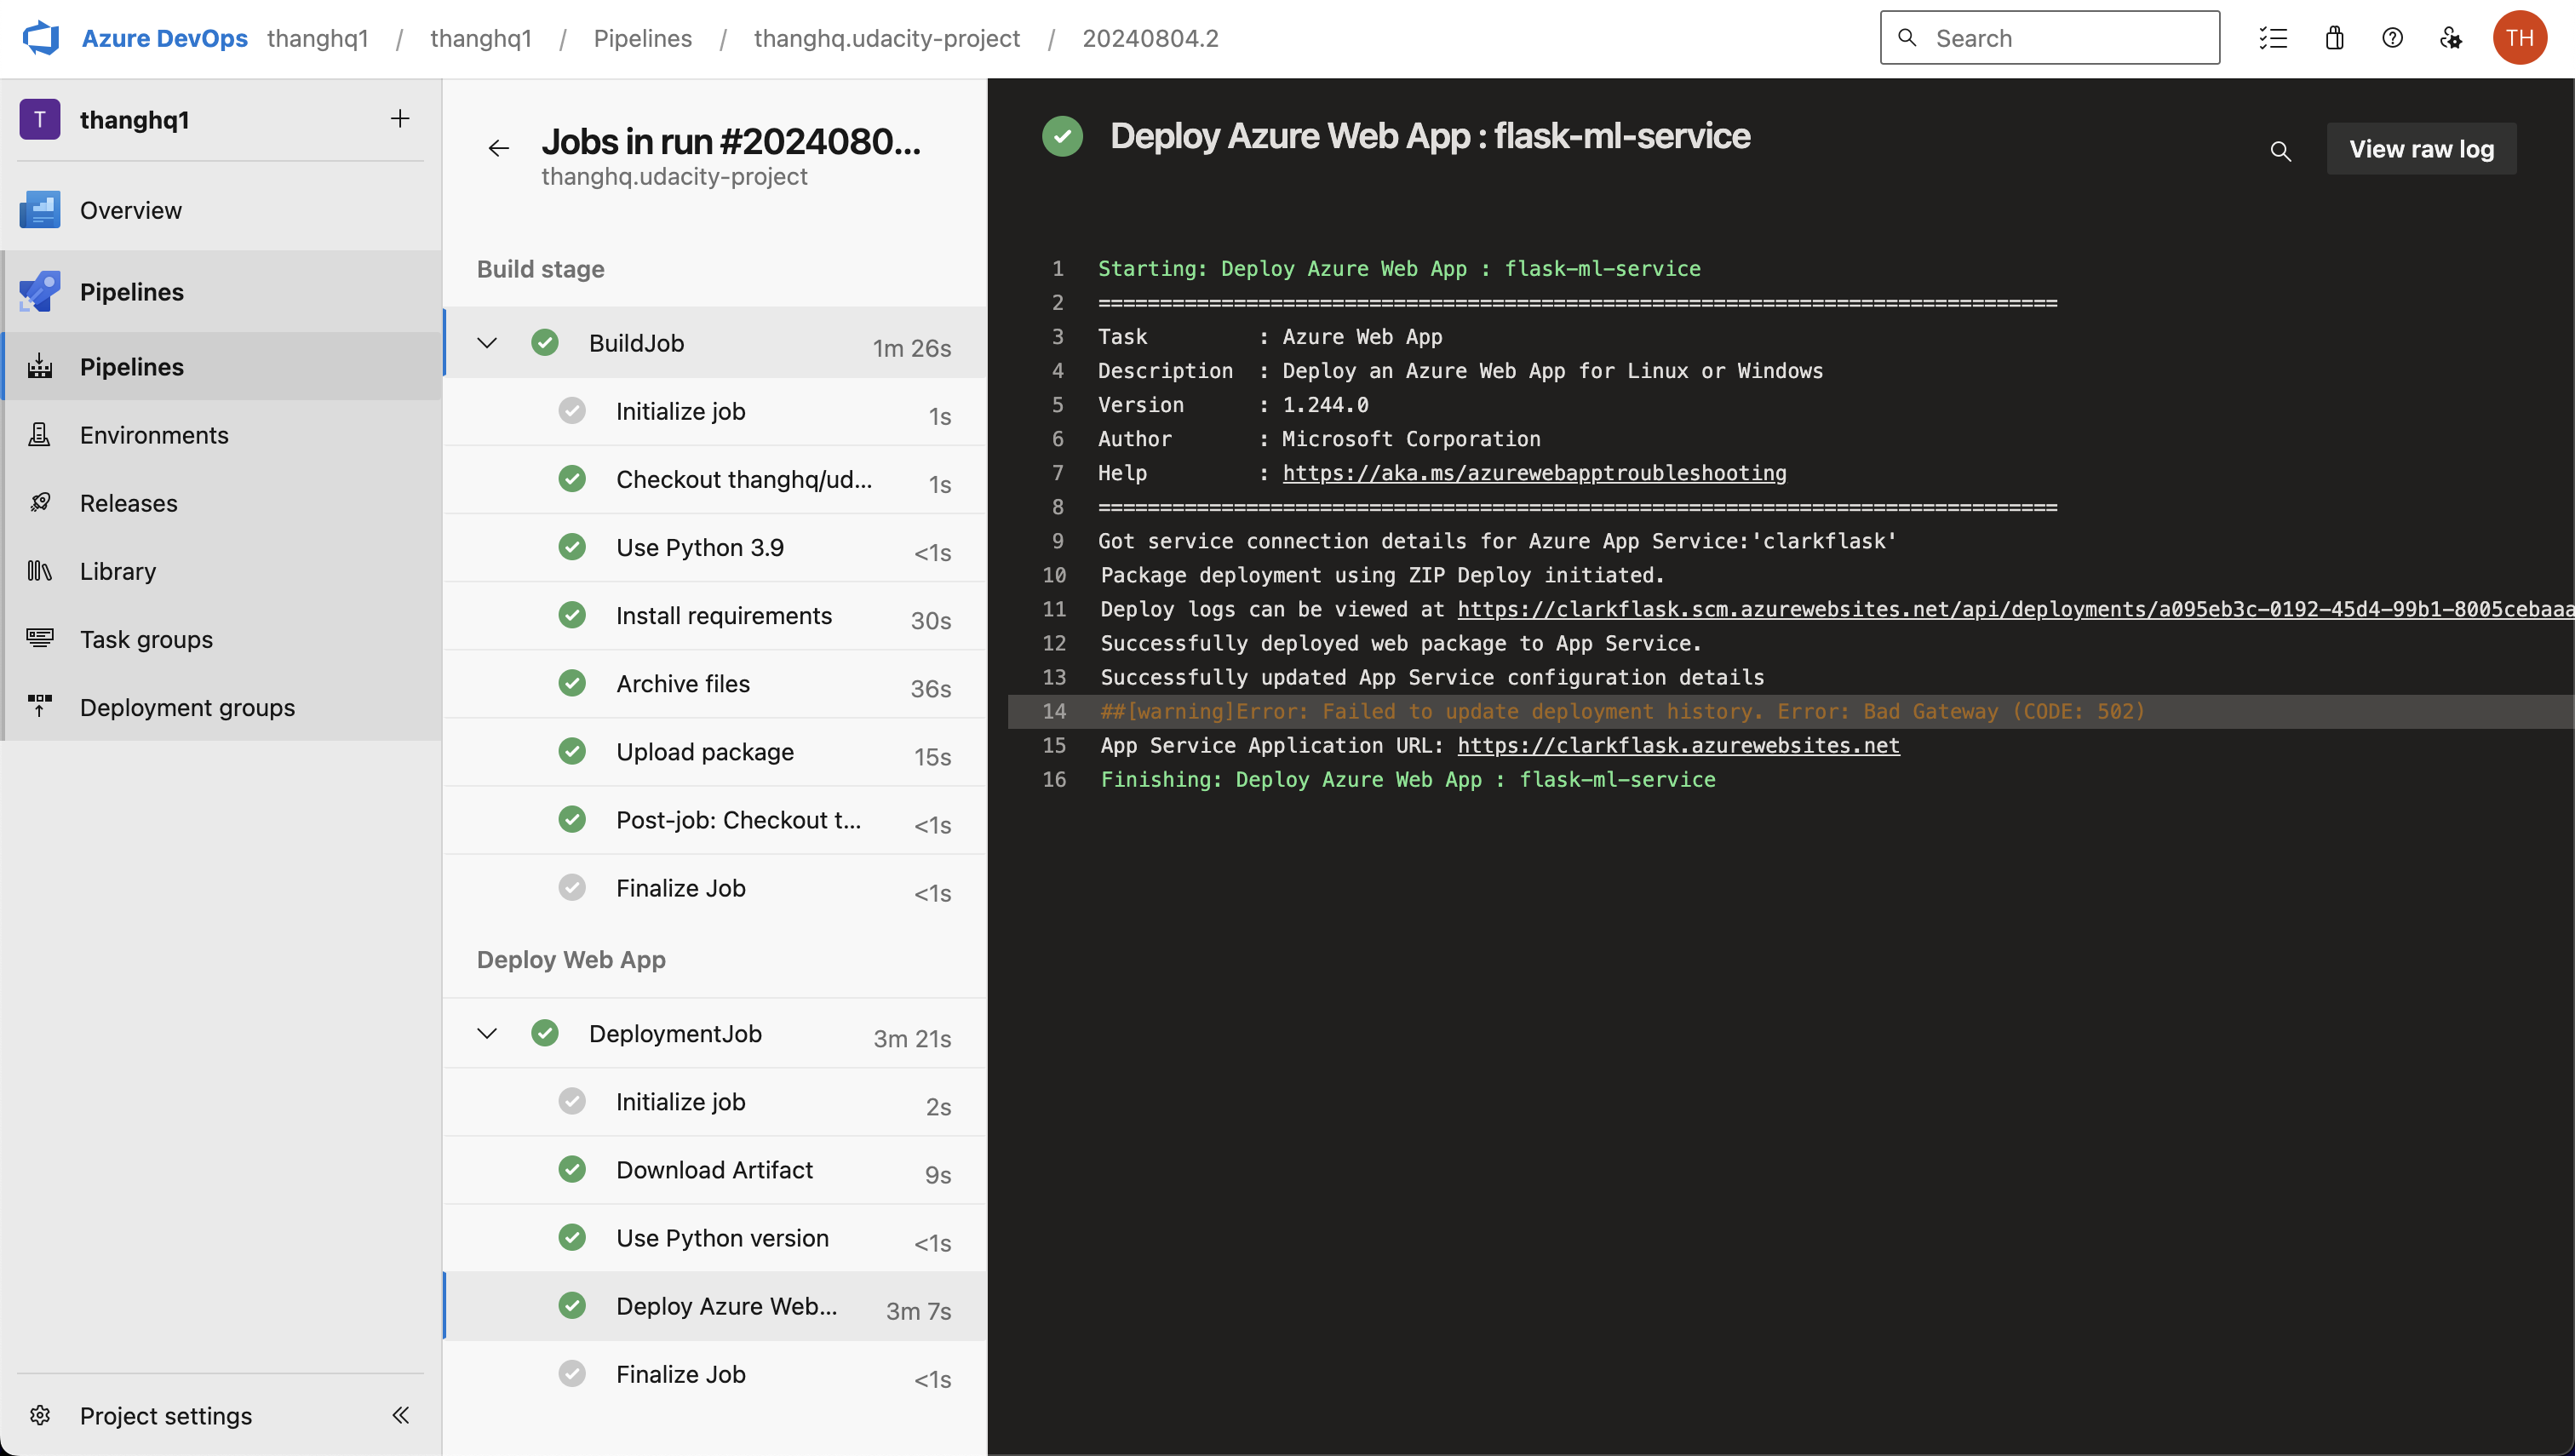 Azure DevOps thanghq1 / thanghq1 / Pipelines / thanghq.udacity-project / 20240804.2
Search
TH
T thanghq1
Overview
Pipelines
Pipelines
Environments
Releases
Library
Task groups
Deployment groups
Project settings
Jobs in run #2024080...
thanghq.udacity-project
Build stage
BuildJob 1m 26s
Initialize job 1s
Checkout thanghq/ud... 1s
Use Python 3.9 <1s
Install requirements 30s
Archive files 36s
Upload package 15s
Post-job: Checkout t... <1s
Finalize Job <1s
Deploy Web App
DeploymentJob 3m 21s
Initialize job 2s
Download Artifact 9s
Use Python version <1s
Deploy Azure Web... 3m 7s
Finalize Job <1s
Deploy Azure Web App : flask-ml-service
View raw log
1 Starting: Deploy Azure Web App : flask-ml-service
2 ==============================================================================
3 Task : Azure Web App
4 Description : Deploy an Azure Web App for Linux or Windows
5 Version : 1.244.0
6 Author : Microsoft Corporation
7 Help : https://aka.ms/azurewebapptroubleshooting
8 ==============================================================================
9 Got service connection details for Azure App Service:'clarkflask'
10 Package deployment using ZIP Deploy initiated.
11 Deploy logs can be viewed at https://clarkflask.scm.azurewebsites.net/api/deployments/a095eb3c-0192-45d4-99b1-8005cebaaa
12 Successfully deployed web package to App Service.
13 Successfully updated App Service configuration details
14 ##[warning]Error: Failed to update deployment history. Error: Bad Gateway (CODE: 502)
15 App Service Application URL: https://clarkflask.azurewebsites.net
16 Finishing: Deploy Azure Web App : flask-ml-service